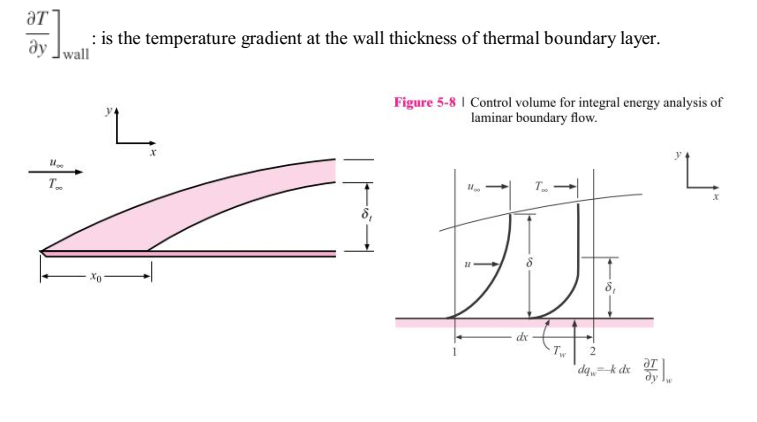 ∂T/∂y]wall : is the temperature gradient at the wall thickness of thermal boundary layer.
Figure 5-8 | Control volume for integral energy analysis of
laminar boundary flow.
y
x
u∞
T∞
δt
x0
y
x
u∞
T∞
u
δ
δt
dx
1
Tw
2
dqw=-k dx ∂T/∂y]w